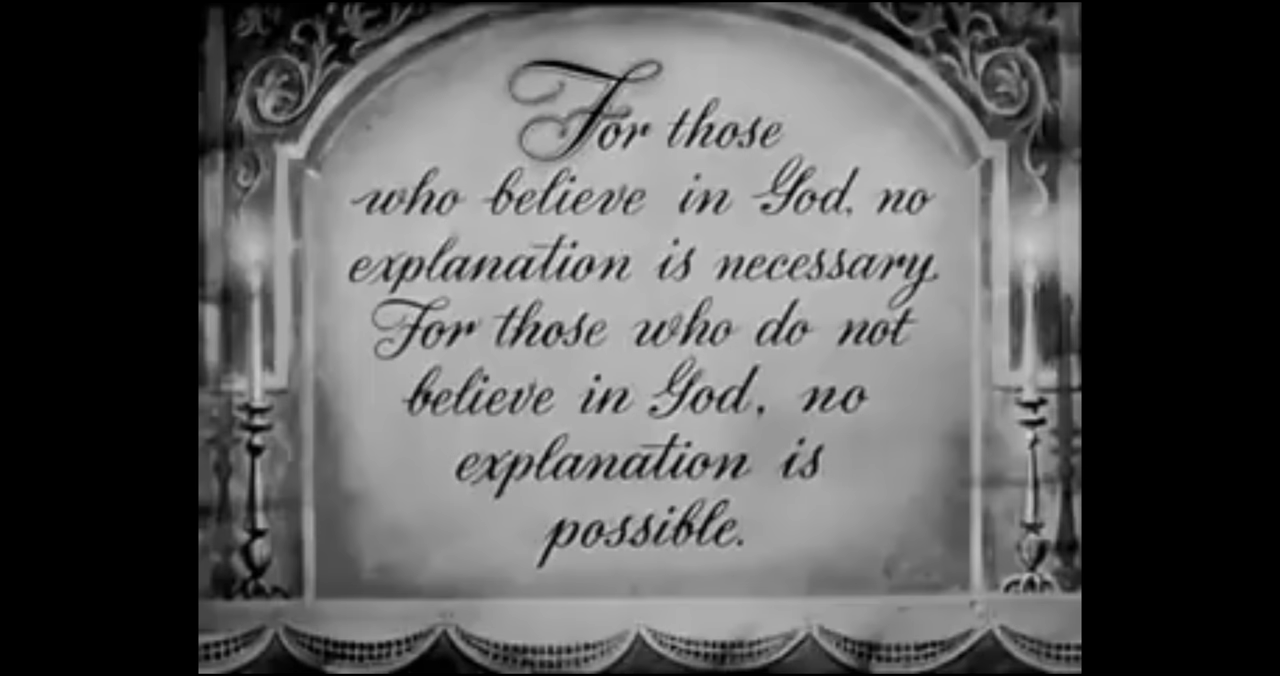 For those
who believe in God, no
explanation is necessary.
For those who do not
believe in God, no
explanation is
possible.